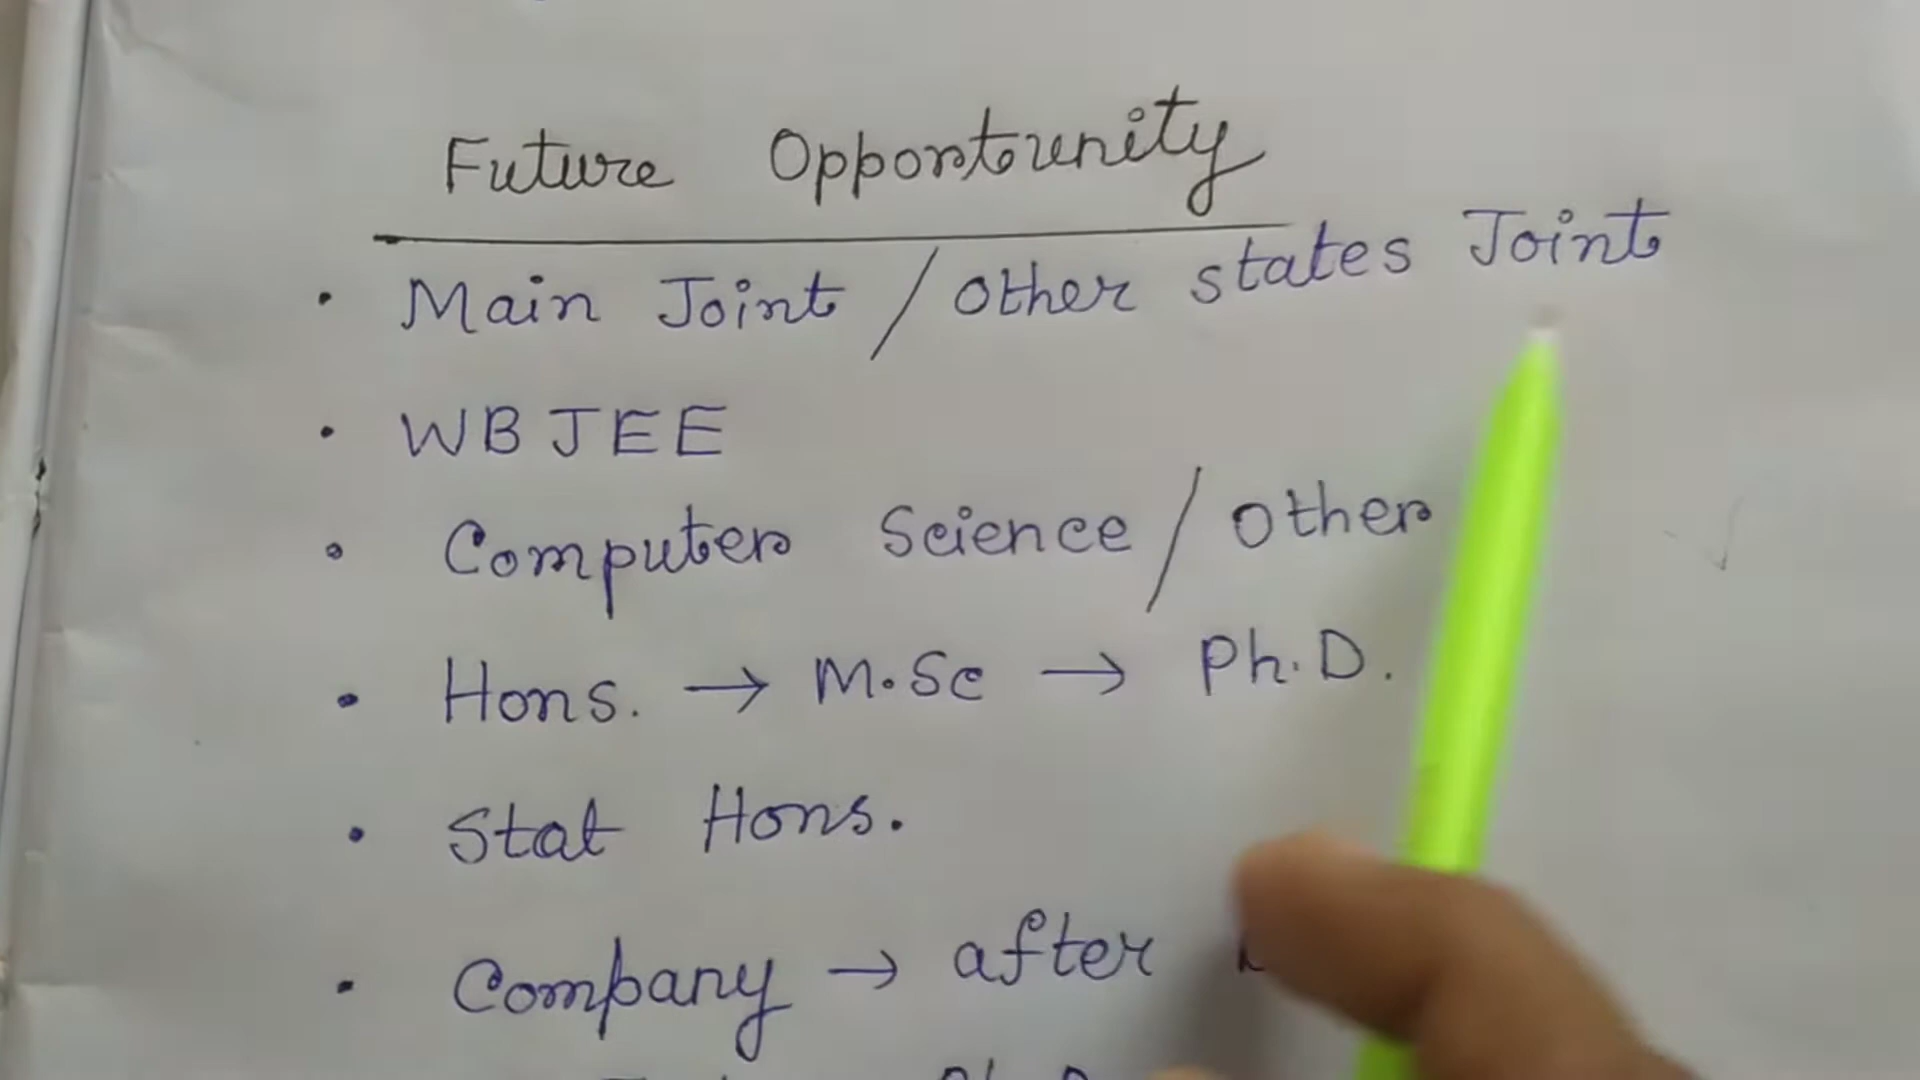 Future Opportunity
• Main Joint / other states Joint
• WBJEE
• Computer Science / other
• Hons. → M.Sc → Ph.D.
• Stat Hons.
• Company → after